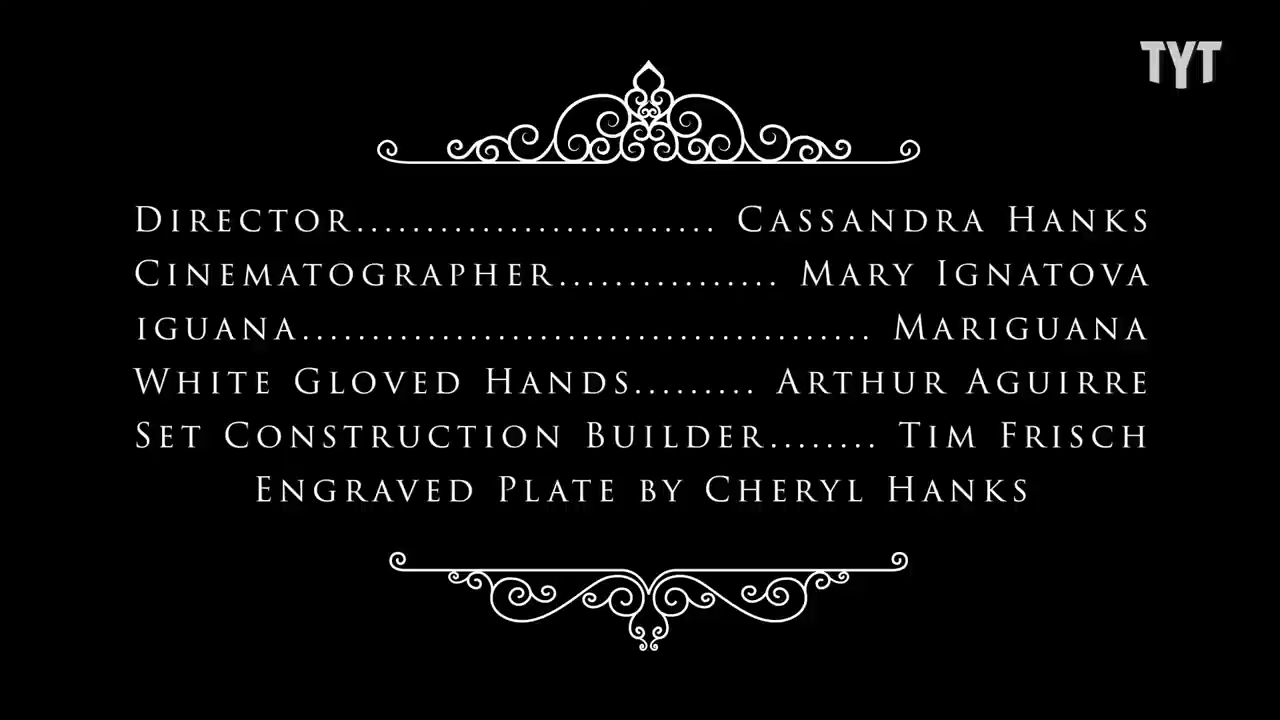 TYT
Director.......................... Cassandra Hanks
Cinematographer................ Mary Ignatova
iguana......................................... Mariguana
White Gloved Hands......... Arthur Aguirre
Set Construction Builder........ Tim Frisch
Engraved Plate by Cheryl Hanks